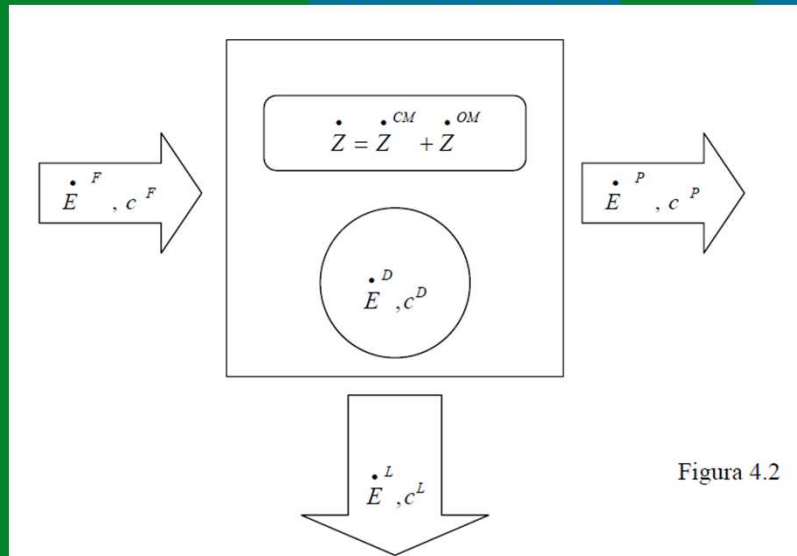 Ż = Ż^CM + Ż^OM
Ė^F , c^F
Ė^P , c^P
Ė^D , c^D
Ė^L , c^L
Figura 4.2